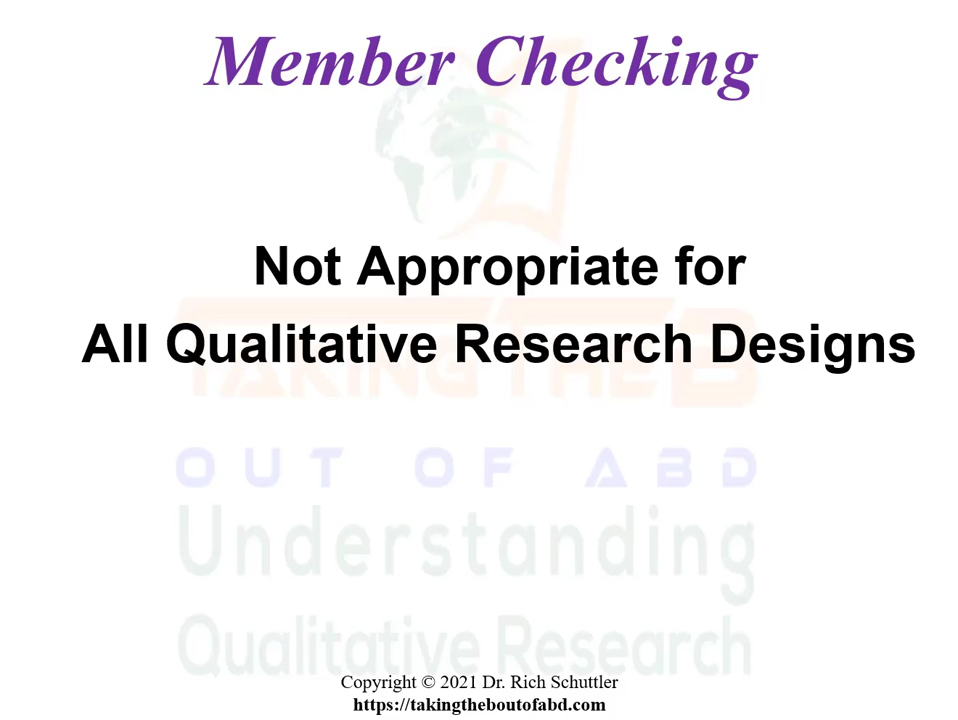 Member Checking
Not Appropriate for
All Qualitative Research Designs
TAKING THE B
OUT OF ABD
Understanding
Qualitative Research
Copyright © 2021 Dr. Rich Schuttler
https://takingtheboutofabd.com